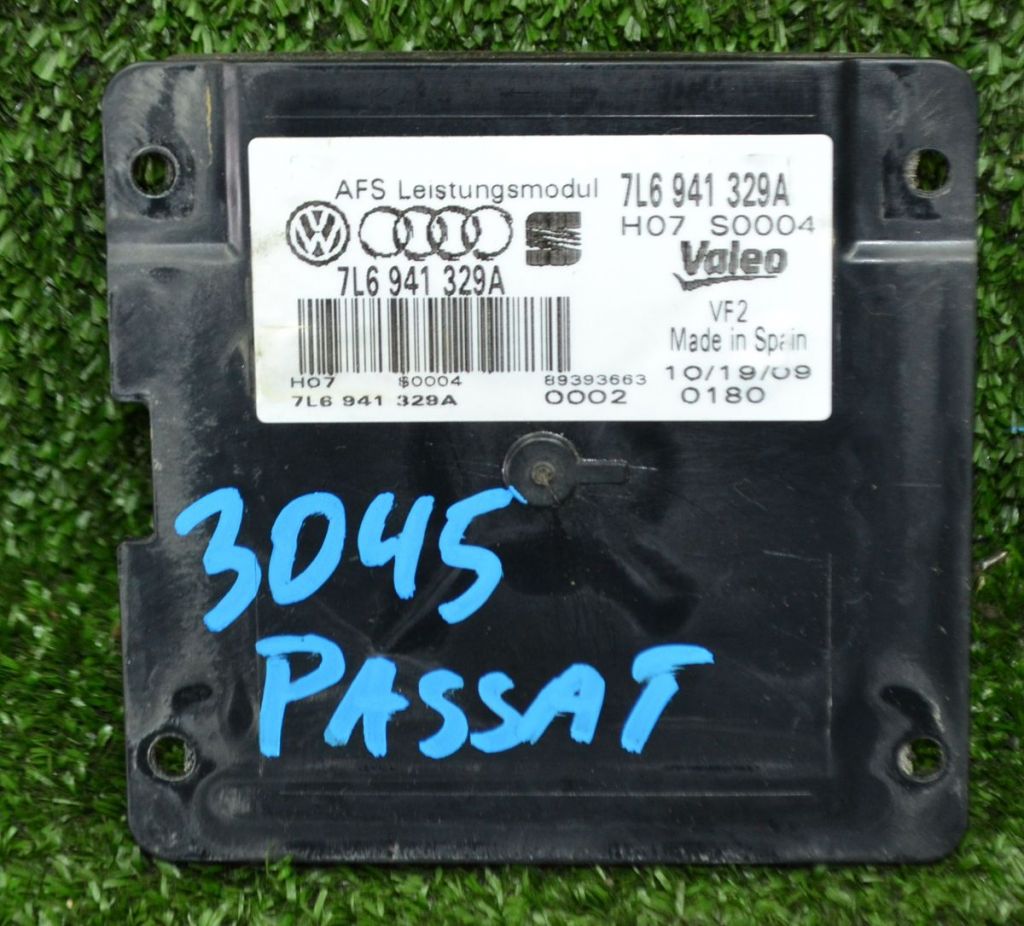 AFS Leistungsmodul
7L6 941 329A
H07 S0004
7L6 941 329A
Valeo
VF2
Made in Spain
H07 S0004 89393663 10/19/09
7L6 941 329A 0002 0180
3045
PASSAT